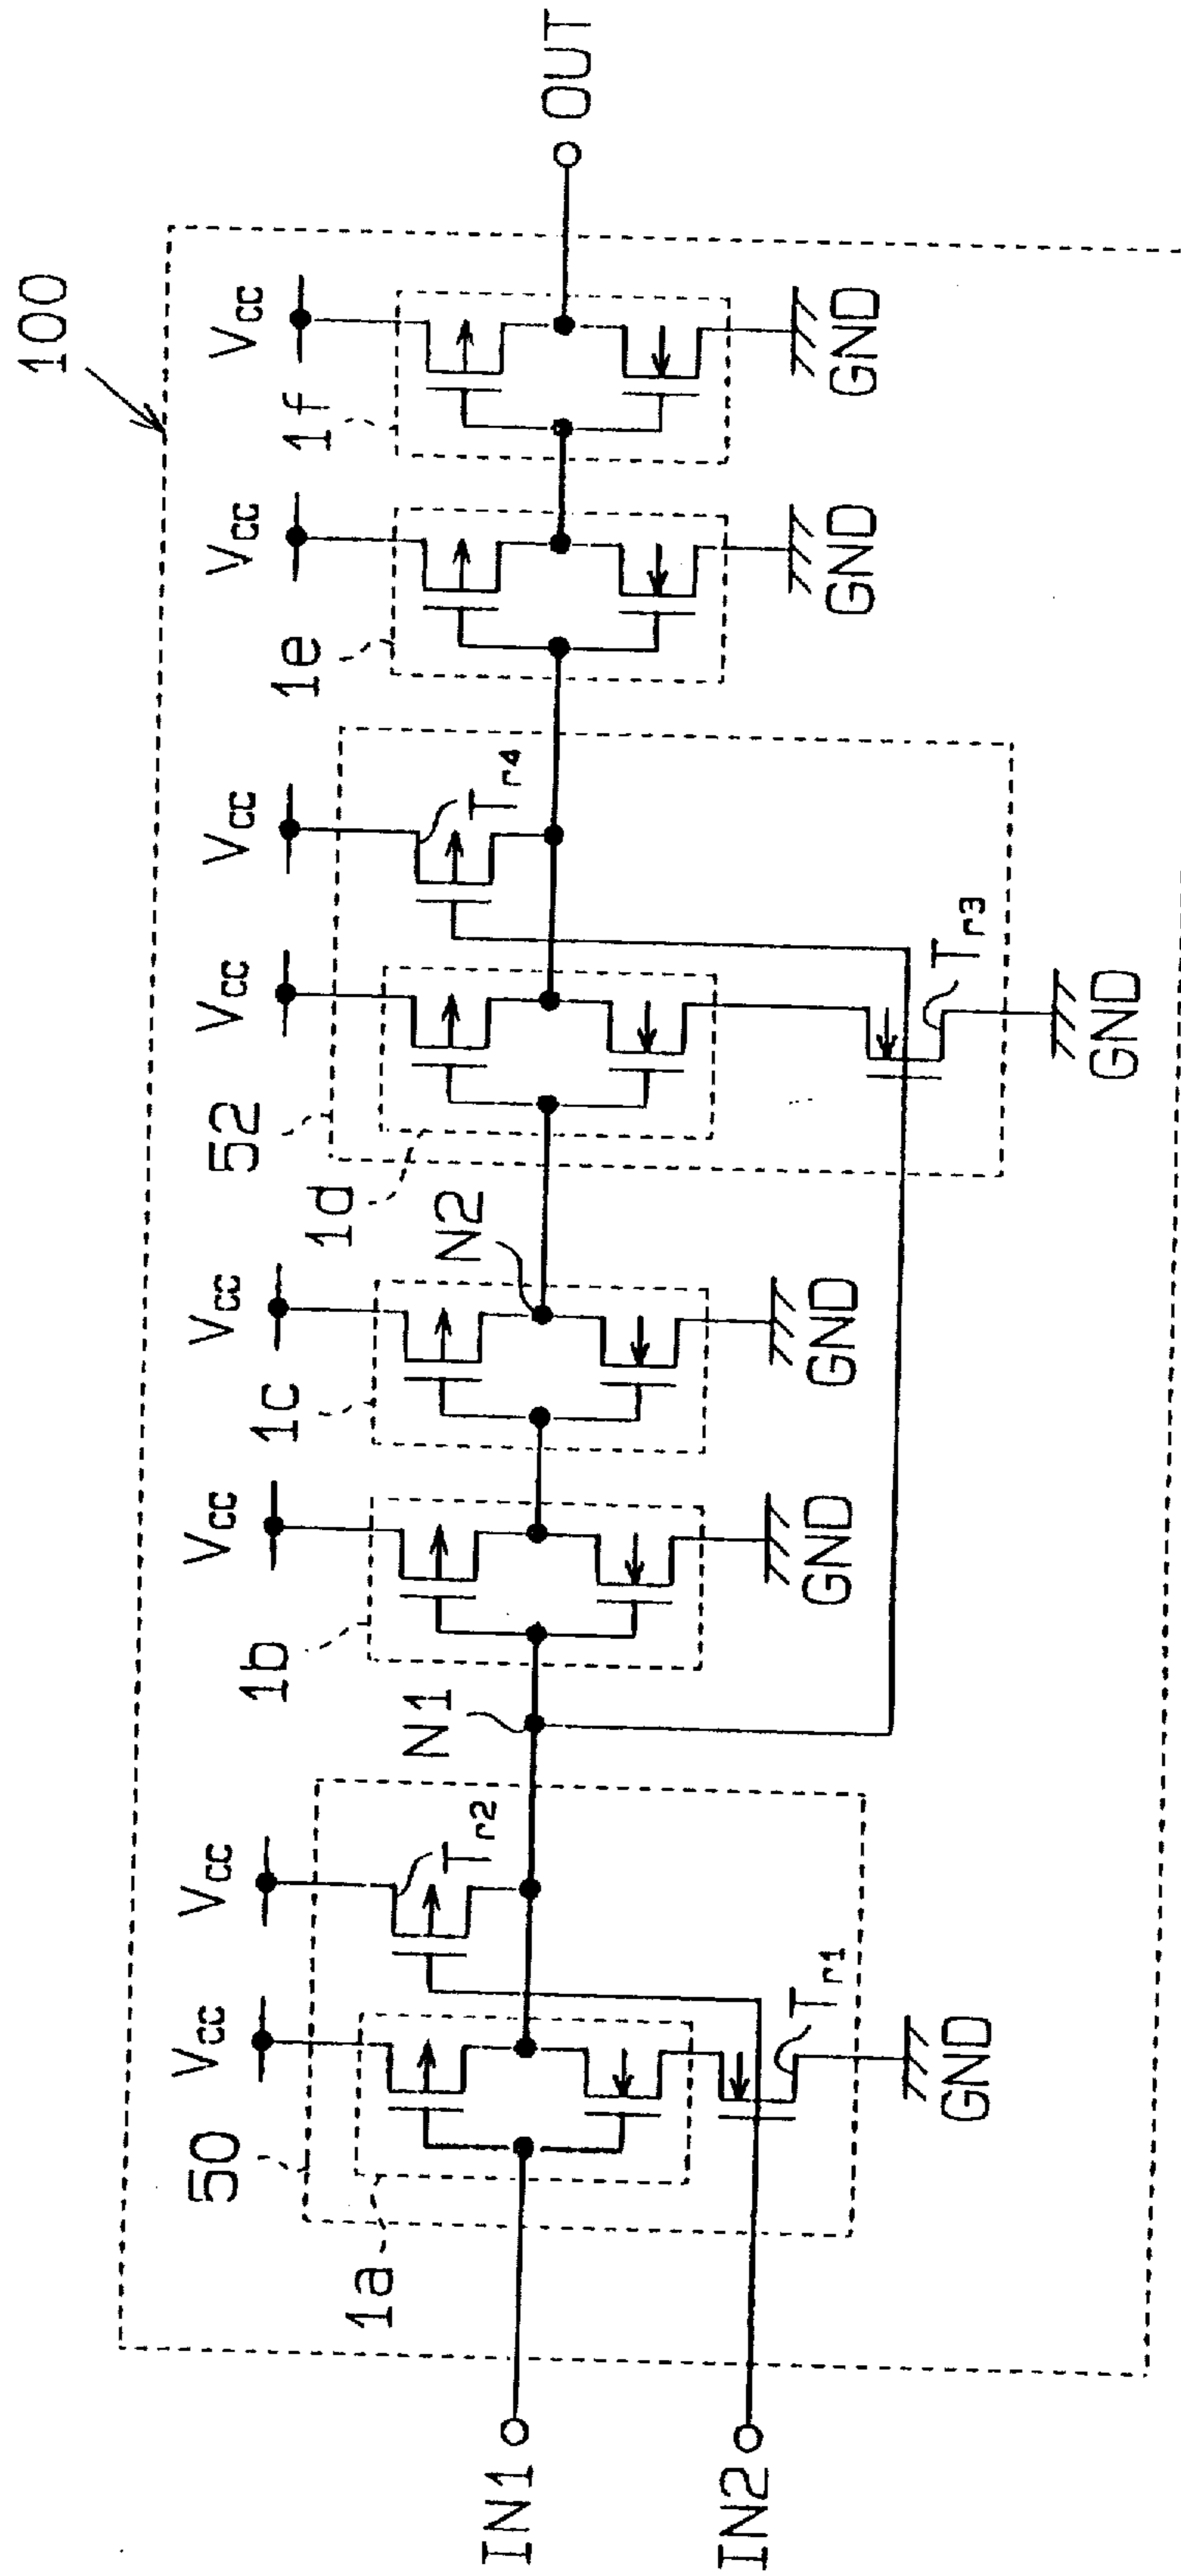 100
Vcc
Vcc
Vcc
Vcc
Vcc
Vcc
Vcc
Vcc
50
Tr2
N1
1b
1c
N2
1d
52
Tr4
1e
1f
1a
IN1
OUT
IN2
Tr1
GND
GND
GND
Tr3
GND
GND
GND